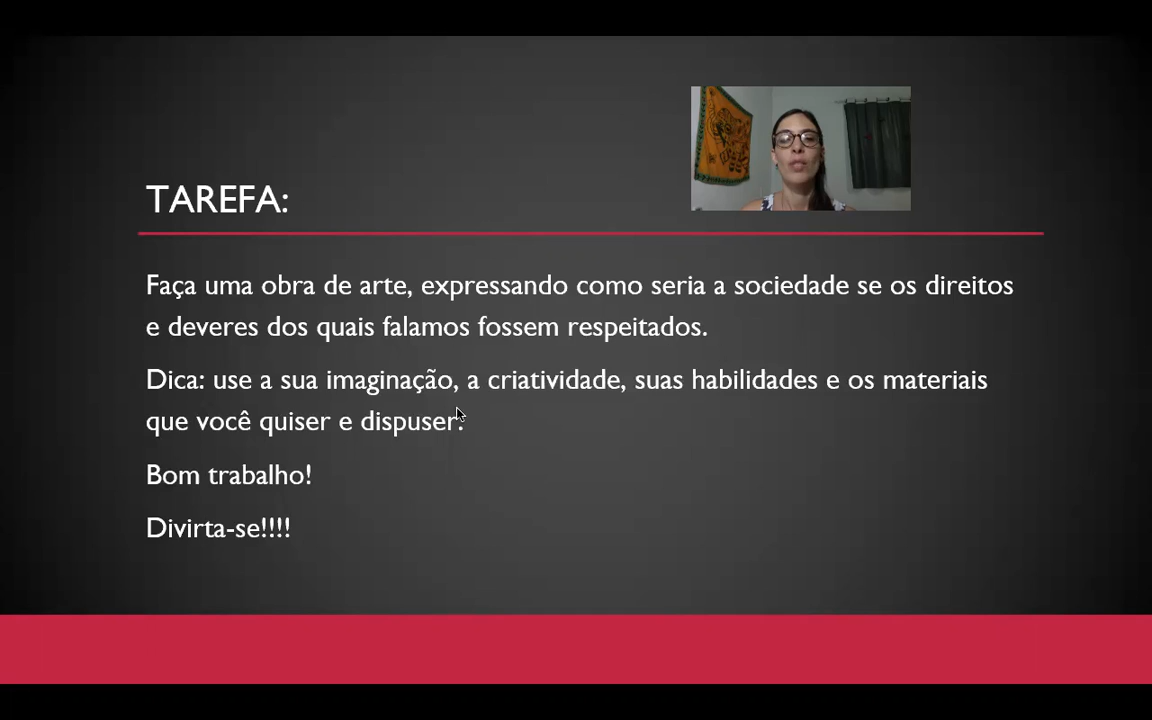 TAREFA:
Faça uma obra de arte, expressando como seria a sociedade se os direitos
e deveres dos quais falamos fossem respeitados.
Dica: use a sua imaginação, a criatividade, suas habilidades e os materiais
que você quiser e dispuser.
Bom trabalho!
Divirta-se!!!!